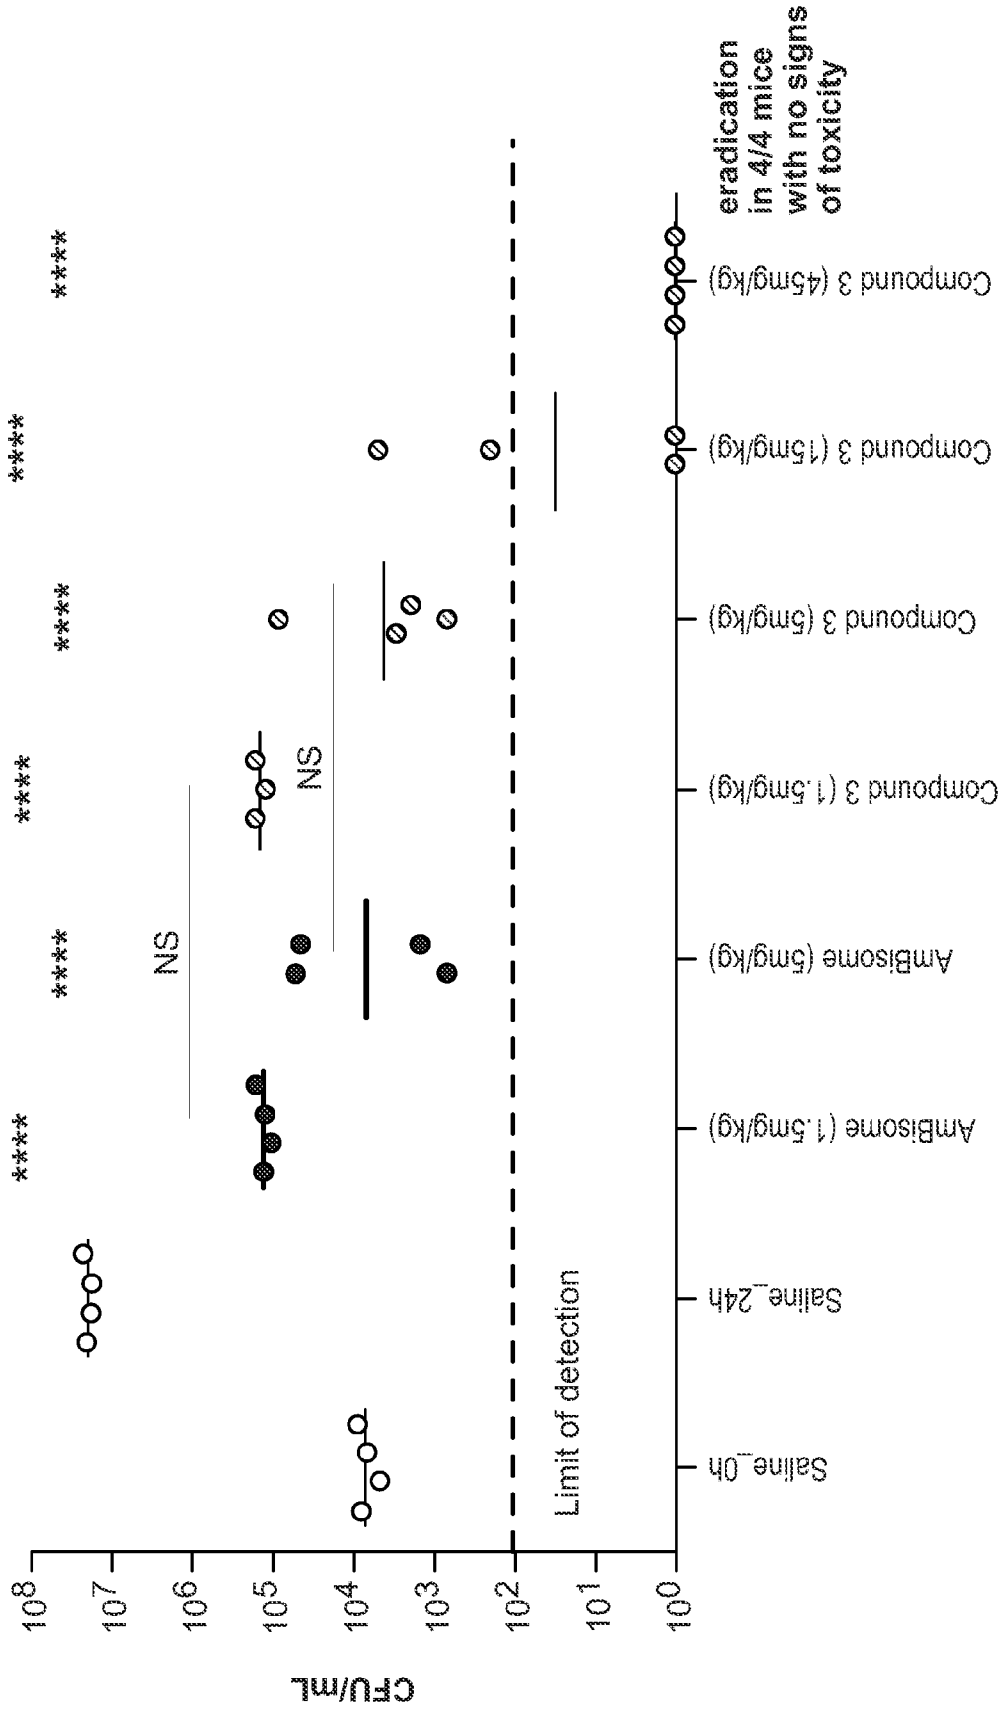 CFU/mL
10⁸
10⁷
10⁶
10⁵
10⁴
10³
10²
10¹
10⁰
****
****
****
****
****
****
NS
NS
Limit of detection
Saline_0h
Saline_24h
AmBisome (1.5mg/kg)
AmBisome (5mg/kg)
Compound 3 (1.5mg/kg)
Compound 3 (5mg/kg)
Compound 3 (15mg/kg)
Compound 3 (45mg/kg)
eradication
in 4/4 mice
with no signs
of toxicity